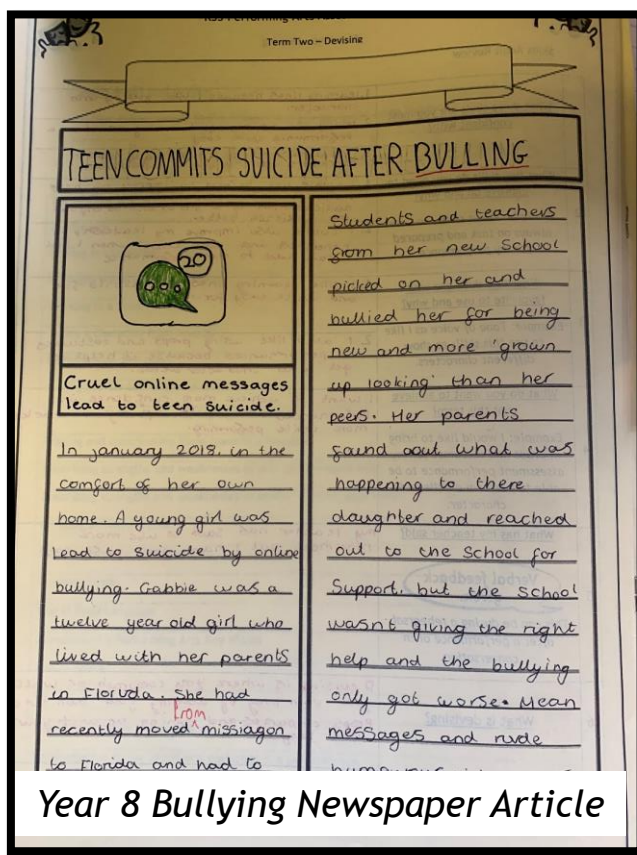 KS3 Performing Arts
Term Two – Devising
TEEN COMMITS SUICIDE AFTER BULLING
20
Cruel online messages
lead to teen suicide.
In january 2018, in the
comfort of her own
home. A young girl was
lead to suicide by online
bullying. Gabbie was a
twelve year old girl who
lived with her parents
in Floruda. She had
from
recently moved missiagon
to Florida and had to
Students and teachers
from her new School
picked on her and
bullied her for being
new and more 'grown
up looking than her
peers. Her parents
found aout what was
happening to there
daughter and reached
out to the school for
Support, but the school
wasnt giving the right
help and the bullying
only got worse. Mean
messages and rude
Year 8 Bullying Newspaper Article